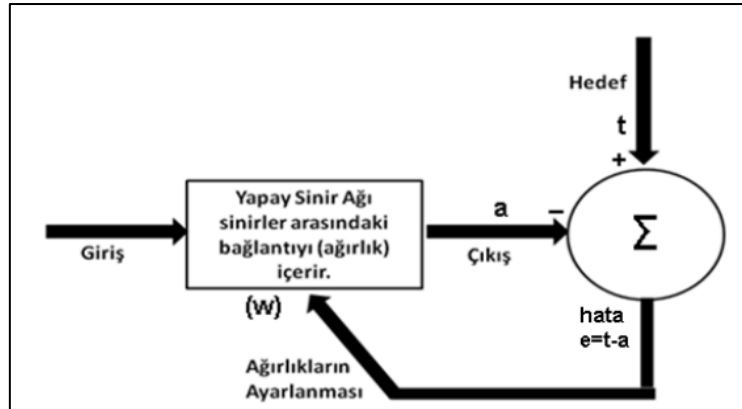 Hedef
t
+
Yapay Sinir Ağı
sinirler arasındaki
bağlantıyı (ağırlık)
içerir.
Giriş
a
−
Çıkış
Σ
(w)
hata
e=t-a
Ağırlıkların
Ayarlanması